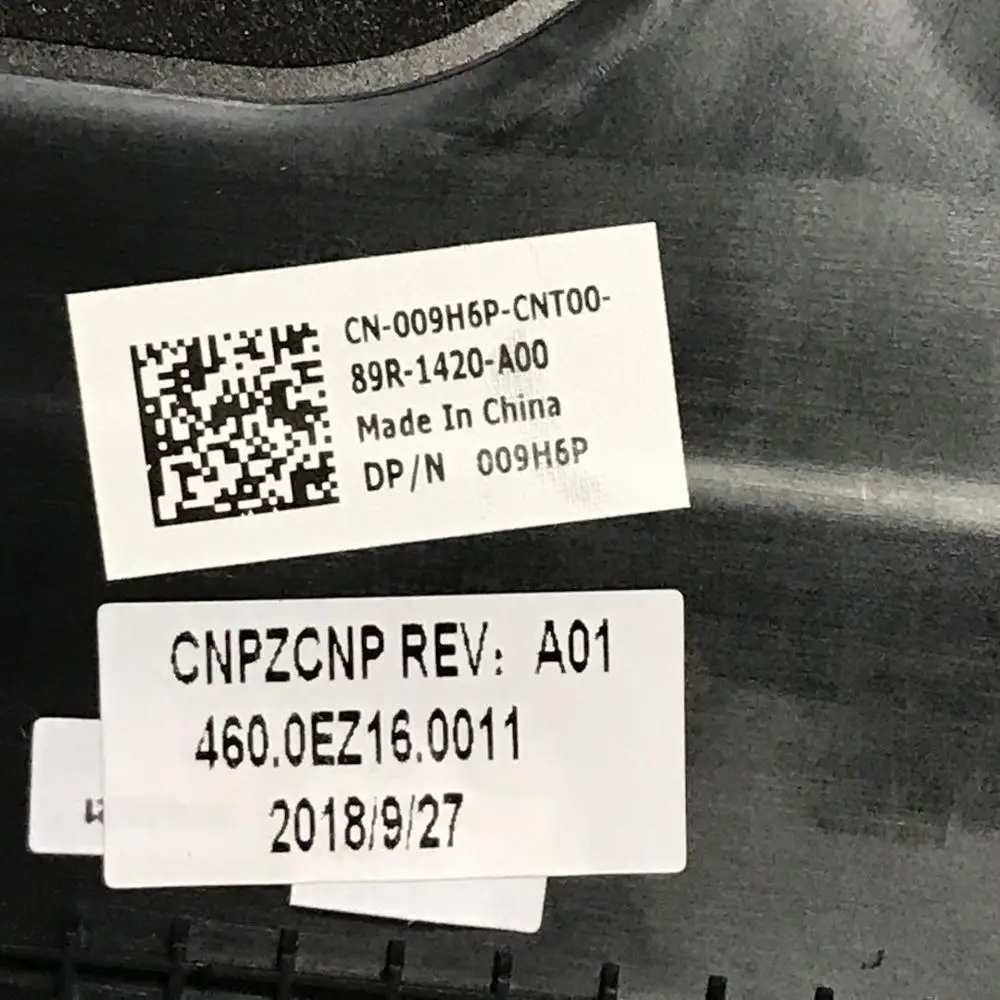 CN-009H6P-CNT00-
89R-1420-A00
Made In China
DP/N 009H6P
CNPZCNP REV: A01
460.0EZ16.0011
2018/9/27